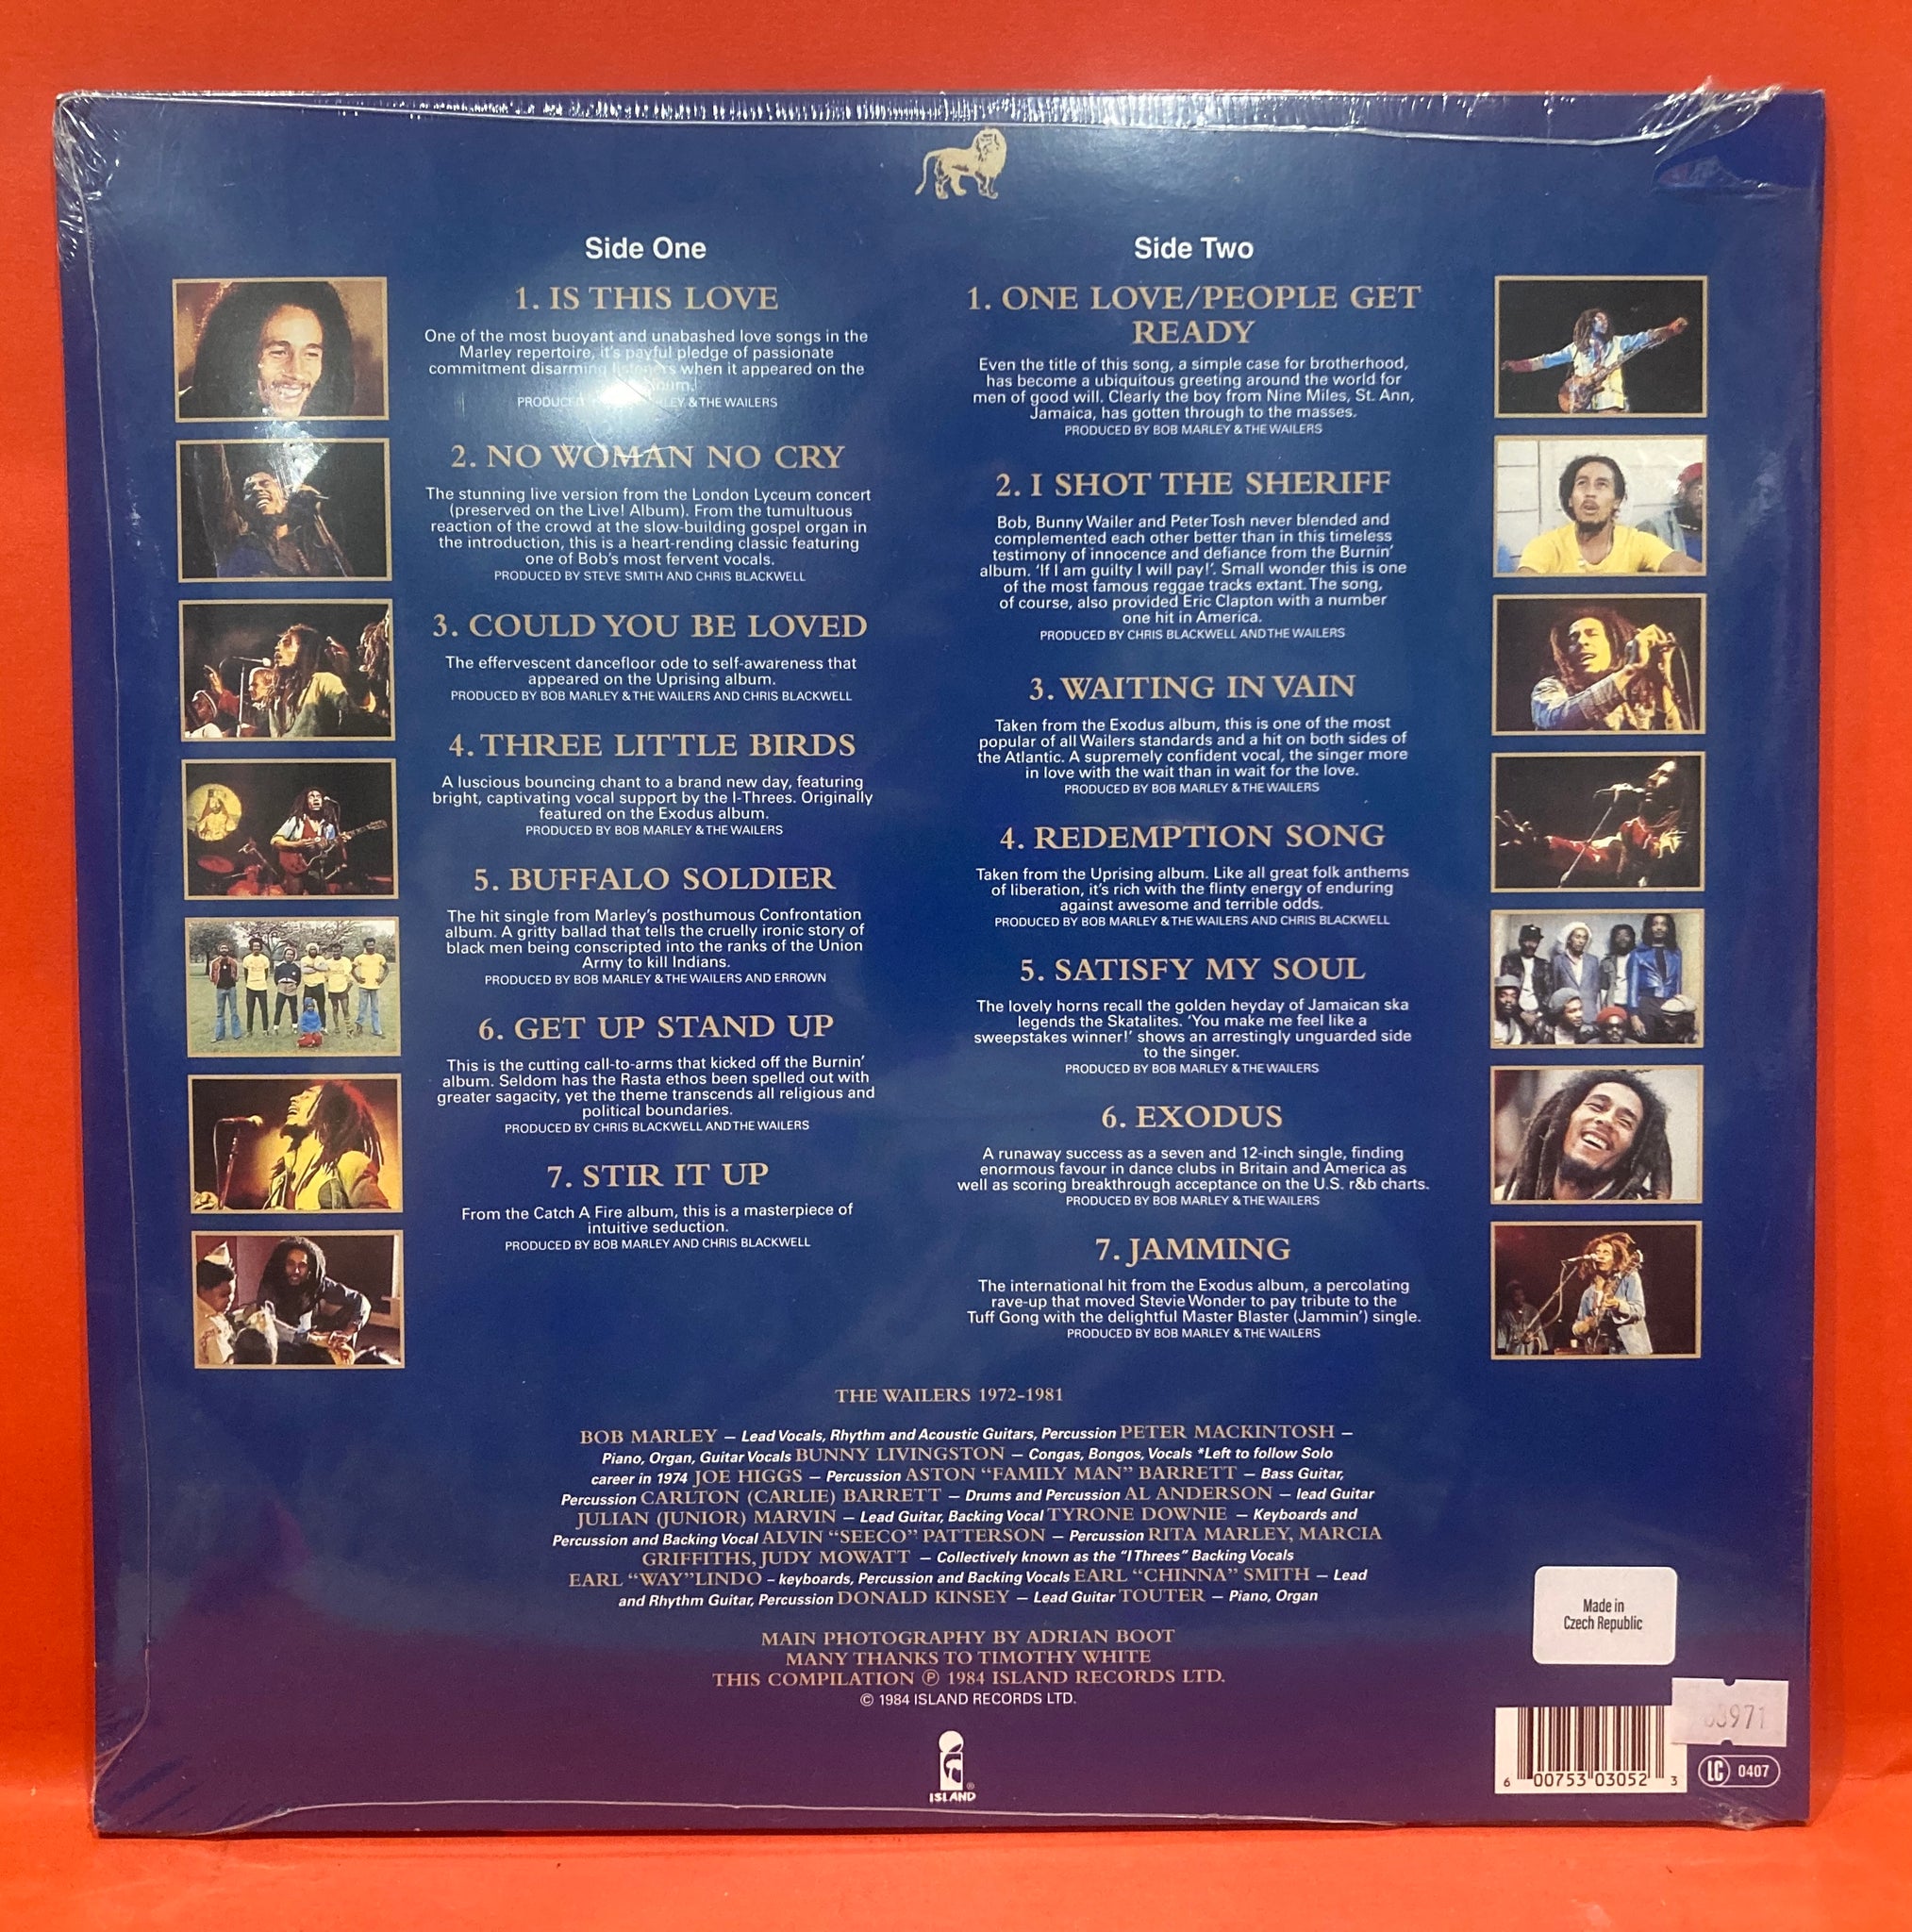 Side One
1. IS THIS LOVE
One of the most buoyant and unabashed love songs in the
Marley repertoire, it's payful pledge of passionate
commitment disarming listeners when it appeared on the
PRODUCED & THE WAILERS
2. NO WOMAN NO CRY
The stunning live version from the London Lyceum concert
(preserved on the Live! Album). From the tumultuous
reaction of the crowd at the slow-building gospel organ in
the introduction, this is a heart-rending classic featuring
one of Bob's most fervent vocals.
PRODUCED BY STEVE SMITH AND CHRIS BLACKWELL
3. COULD YOU BE LOVED
The effervescent dancefloor ode to self-awareness that
appeared on the Uprising album.
PRODUCED BY BOB MARLEY & THE WAILERS AND CHRIS BLACKWELL
4. THREE LITTLE BIRDS
A luscious bouncing chant to a brand new day, featuring
bright, captivating vocal support by the I-Threes. Originally
featured on the Exodus album.
PRODUCED BY BOB MARLEY & THE WAILERS
5. BUFFALO SOLDIER
The hit single from Marley's posthumous Confrontation
album. A gritty ballad that tells the cruelly ironic story of
black men being conscripted into the ranks of the Union
Army to kill Indians.
PRODUCED BY BOB MARLEY & THE WAILERS AND ERROWN
6. GET UP STAND UP
This is the cutting call-to-arms that kicked off the Burnin'
album. Seldom has the Rasta ethos been spelled out with
greater sagacity, yet the theme transcends all religious and
political boundaries.
PRODUCED BY CHRIS BLACKWELL AND THE WAILERS
7. STIR IT UP
From the Catch A Fire album, this is a masterpiece of
intuitive seduction.
PRODUCED BY BOB MARLEY AND CHRIS BLACKWELL
Side Two
1. ONE LOVE/PEOPLE GET
READY
Even the title of this song, a simple case for brotherhood,
has become a ubiquitous greeting around the world for
men of good will. Clearly the boy from Nine Miles, St. Ann,
Jamaica, has gotten through to the masses.
PRODUCED BY BOB MARLEY & THE WAILERS
2. I SHOT THE SHERIFF
Bob, Bunny Wailer and Peter Tosh never blended and
complemented each other better than in this timeless
testimony of innocence and defiance from the Burnin'
album. 'If I am guilty I will pay!'. Small wonder this is one
of the most famous reggae tracks extant. The song,
of course, also provided Eric Clapton with a number
one hit in America.
PRODUCED BY CHRIS BLACKWELL AND THE WAILERS
3. WAITING IN VAIN
Taken from the Exodus album, this is one of the most
popular of all Wailers standards and a hit on both sides of
the Atlantic. A supremely confident vocal, the singer more
in love with the wait than in wait for the love.
PRODUCED BY BOB MARLEY & THE WAILERS
4. REDEMPTION SONG
Taken from the Uprising album. Like all great folk anthems
of liberation, it's rich with the flinty energy of enduring
against awesome and terrible odds.
PRODUCED BY BOB MARLEY & THE WAILERS AND CHRIS BLACKWELL
5. SATISFY MY SOUL
The lovely horns recall the golden heyday of Jamaican ska
legends the Skatalites. 'You make me feel like a
sweepstakes winner!' shows an arrestingly unguarded side
to the singer.
PRODUCED BY BOB MARLEY & THE WAILERS
6. EXODUS
A runaway success as a seven and 12-inch single, finding
enormous favour in dance clubs in Britain and America as
well as scoring breakthrough acceptance on the U.S. r&b charts.
PRODUCED BY BOB MARLEY & THE WAILERS
7. JAMMING
The international hit from the Exodus album, a percolating
rave-up that moved Stevie Wonder to pay tribute to the
Tuff Gong with the delightful Master Blaster (Jammin') single.
PRODUCED BY BOB MARLEY & THE WAILERS
THE WAILERS 1972-1981
BOB MARLEY – Lead Vocals, Rhythm and Acoustic Guitars, Percussion PETER MACKINTOSH –
Piano, Organ, Guitar Vocals BUNNY LIVINGSTON – Congas, Bongos, Vocals *Left to follow Solo
career in 1974 JOE HIGGS – Percussion ASTON "FAMILY MAN" BARRETT – Bass Guitar,
Percussion CARLTON (CARLIE) BARRETT – Drums and Percussion AL ANDERSON – lead Guitar
JULIAN (JUNIOR) MARVIN – Lead Guitar, Backing Vocal TYRONE DOWNIE – Keyboards and
Percussion and Backing Vocal ALVIN "SEECO" PATTERSON – Percussion RITA MARLEY, MARCIA
GRIFFITHS, JUDY MOWATT – Collectively known as the "I Threes" Backing Vocals
EARL "WAY" LINDO – keyboards, Percussion and Backing Vocals EARL "CHINNA" SMITH – Lead
and Rhythm Guitar, Percussion DONALD KINSEY – Lead Guitar TOUTER – Piano, Organ
MAIN PHOTOGRAPHY BY ADRIAN BOOT
MANY THANKS TO TIMOTHY WHITE
THIS COMPILATION ℗ 1984 ISLAND RECORDS LTD.
© 1984 ISLAND RECORDS LTD.
ISLAND ®
Made in
Czech Republic
6 00753 03052 3
LC 0407